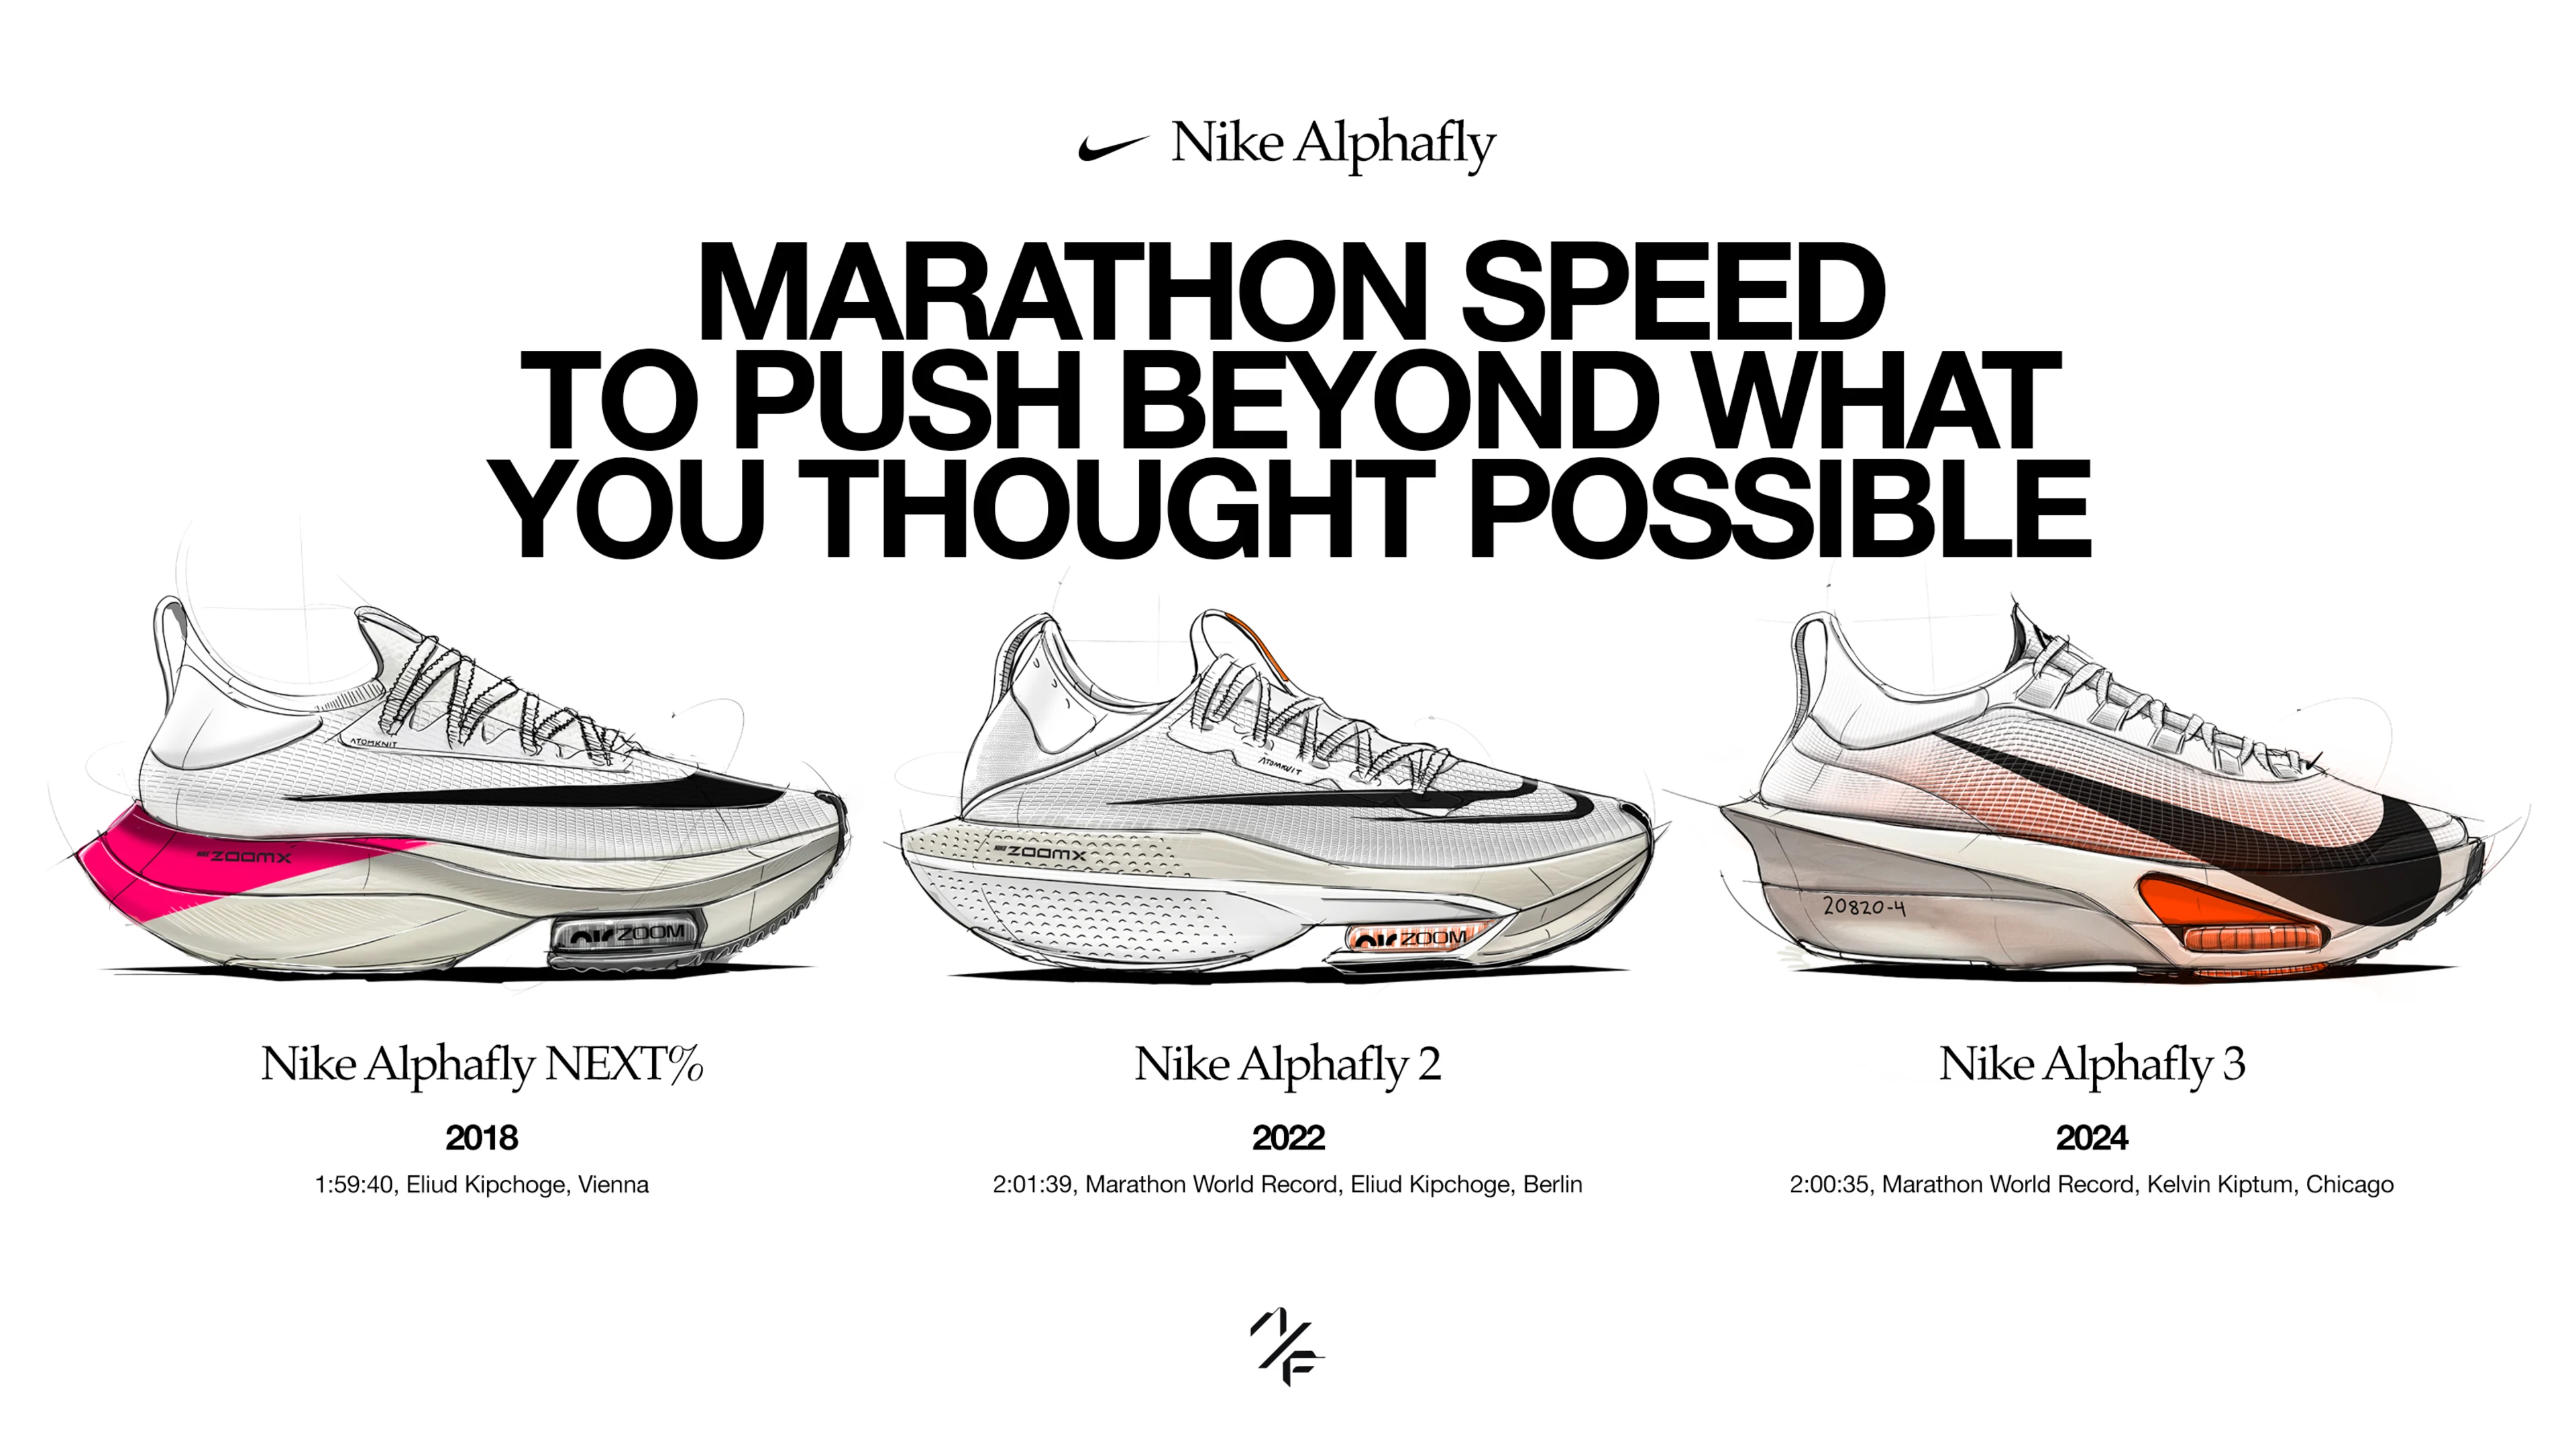 Nike Alphafly
MARATHON SPEED
TO PUSH BEYOND WHAT
YOU THOUGHT POSSIBLE
ATOMKNIT
NIKE ZOOMX
air ZOOM
ATOMKNIT
NIKE ZOOMX
air ZOOM
20820-4
Nike Alphafly NEXT%
2018
1:59:40, Eliud Kipchoge, Vienna
Nike Alphafly 2
2022
2:01:39, Marathon World Record, Eliud Kipchoge, Berlin
Nike Alphafly 3
2024
2:00:35, Marathon World Record, Kelvin Kiptum, Chicago
A/F